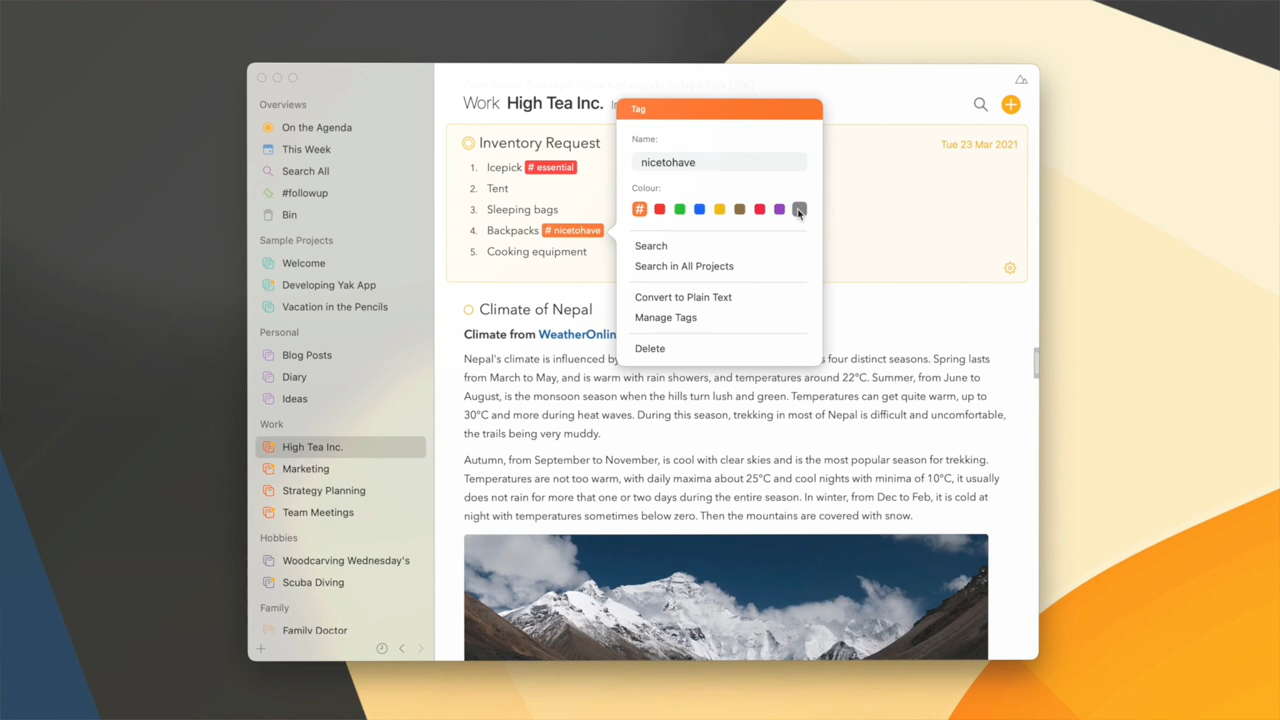 Overviews
On the Agenda
This Week
Search All
#followup
Bin
Sample Projects
Welcome
Developing Yak App
Vacation in the Pencils
Personal
Blog Posts
Diary
Ideas
Work
High Tea Inc.
Marketing
Strategy Planning
Team Meetings
Hobbies
Woodcarving Wednesday's
Scuba Diving
Family
Family Doctor
Work High Tea Inc.
Inventory Request
Tue 23 Mar 2021
1. Icepick # essential
2. Tent
3. Sleeping bags
4. Backpacks # nicetohave
5. Cooking equipment
Tag
Name:
nicetohave
Colour:
#
Search
Search in All Projects
Convert to Plain Text
Manage Tags
Delete
Climate of Nepal
Climate from WeatherOnlin
Nepal's climate is influenced by four distinct seasons. Spring lasts
from March to May, and is warm with rain showers, and temperatures around 22°C. Summer, from June to
August, is the monsoon season when the hills turn lush and green. Temperatures can get quite warm, up to
30°C and more during heat waves. During this season, trekking in most of Nepal is difficult and uncomfortable,
the trails being very muddy.
Autumn, from September to November, is cool with clear skies and is the most popular season for trekking.
Temperatures are not too warm, with daily maxima about 25°C and cool nights with minima of 10°C, it usually
does not rain for more that one or two days during the entire season. In winter, from Dec to Feb, it is cold at
night with temperatures sometimes below zero. Then the mountains are covered with snow.